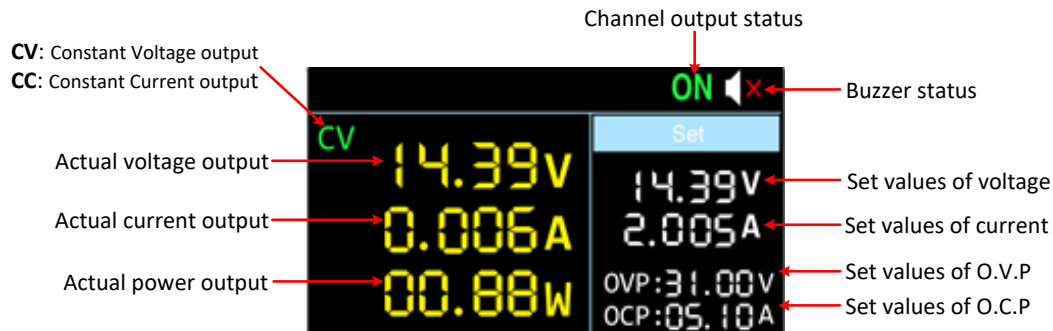 Channel output status
CV: Constant Voltage output
CC: Constant Current output
ON
Buzzer status
CV
Set
Actual voltage output
14.39V
14.39V
Set values of voltage
Actual current output
0.006A
2.005A
Set values of current
Actual power output
00.88W
OVP:31.00V
Set values of O.V.P
OCP:05.10A
Set values of O.C.P